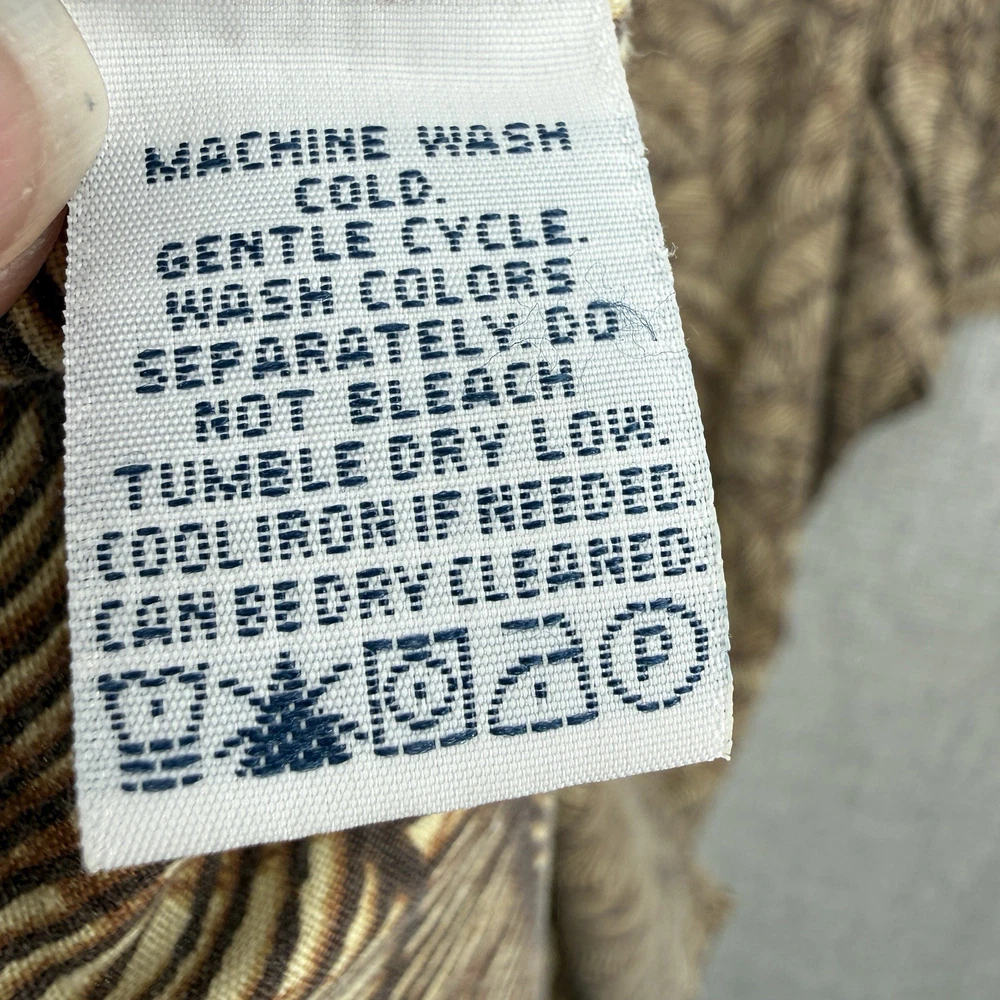 MACHINE WASH
COLD.
GENTLE CYCLE.
WASH COLORS
SEPARATELY. DO
NOT BLEACH
TUMBLE DRY LOW.
COOL IRON IF NEEDED.
CAN BE DRY CLEANED.
P